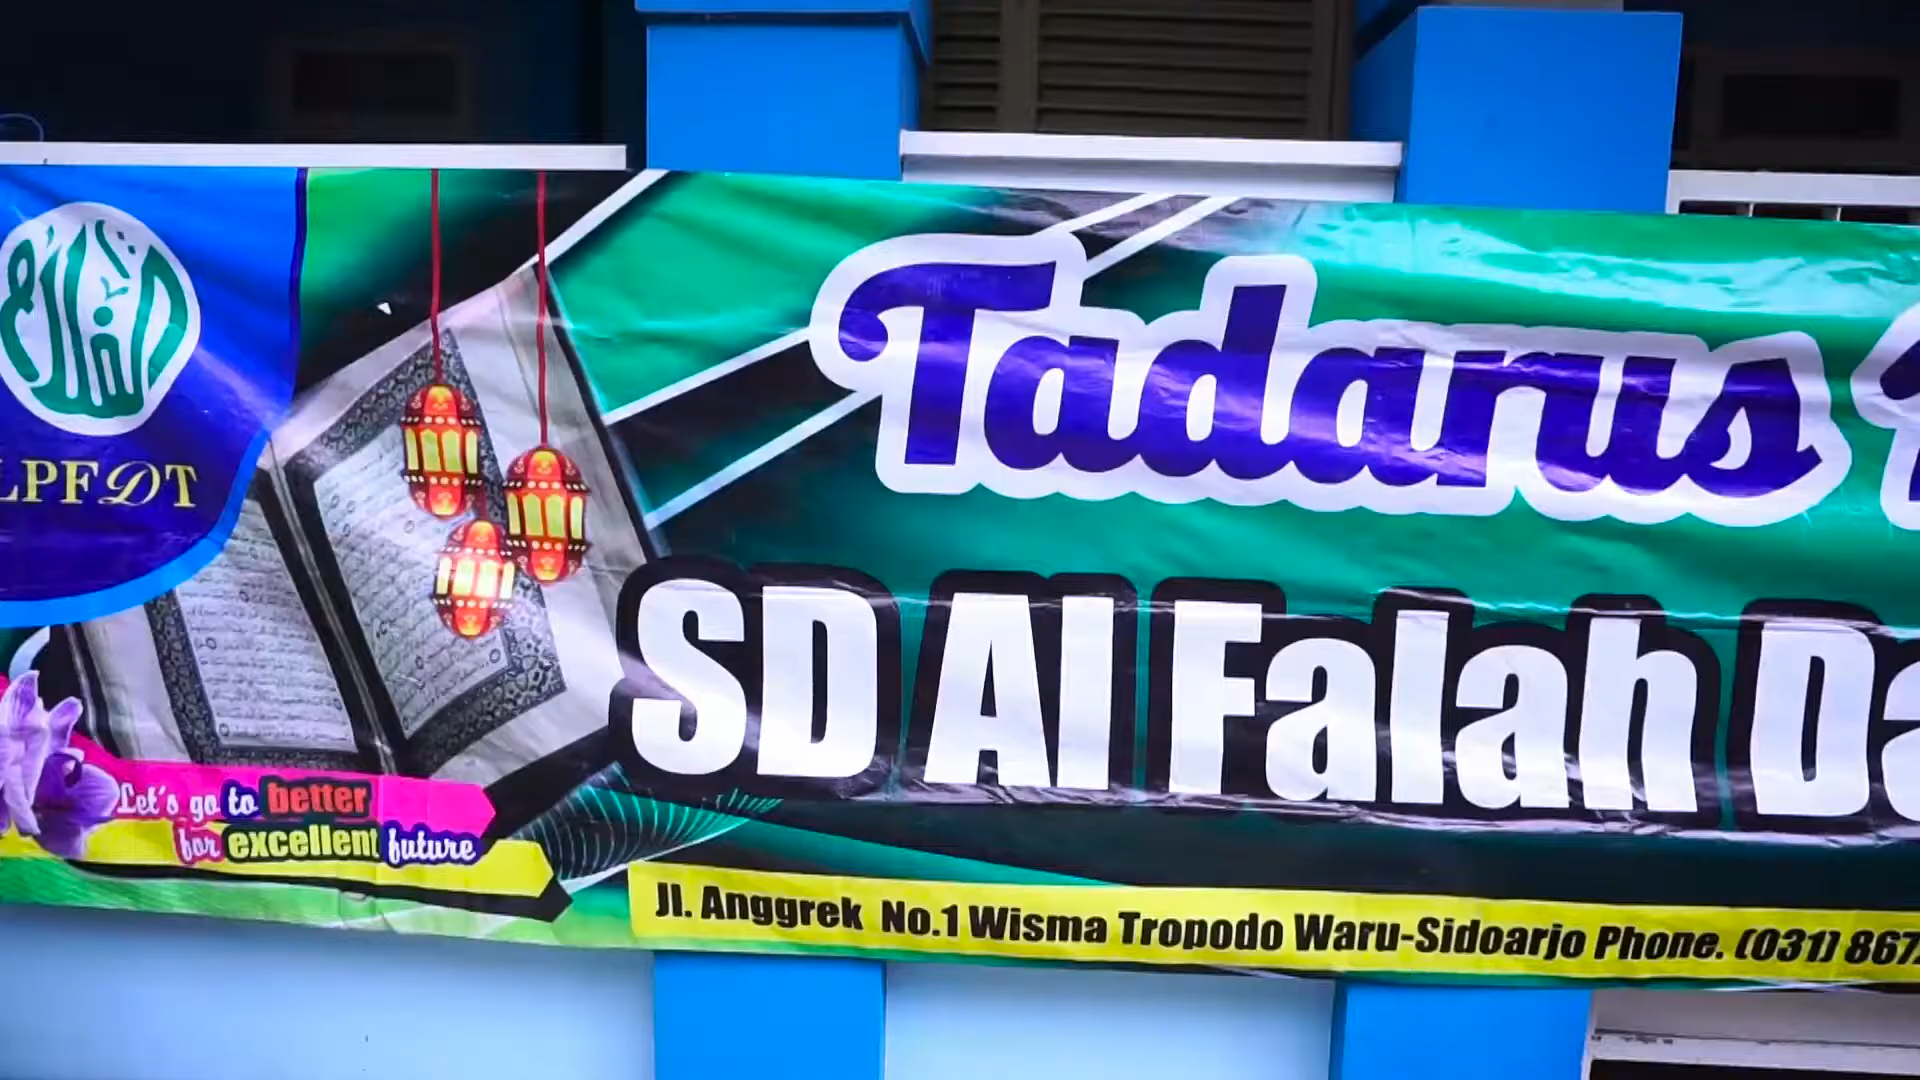 LPFDT
Tadarus
SD Al Falah
Let's go to better
for excellent future
Jl. Anggrek No.1 Wisma Tropodo Waru-Sidoarjo Phone. (031) 867